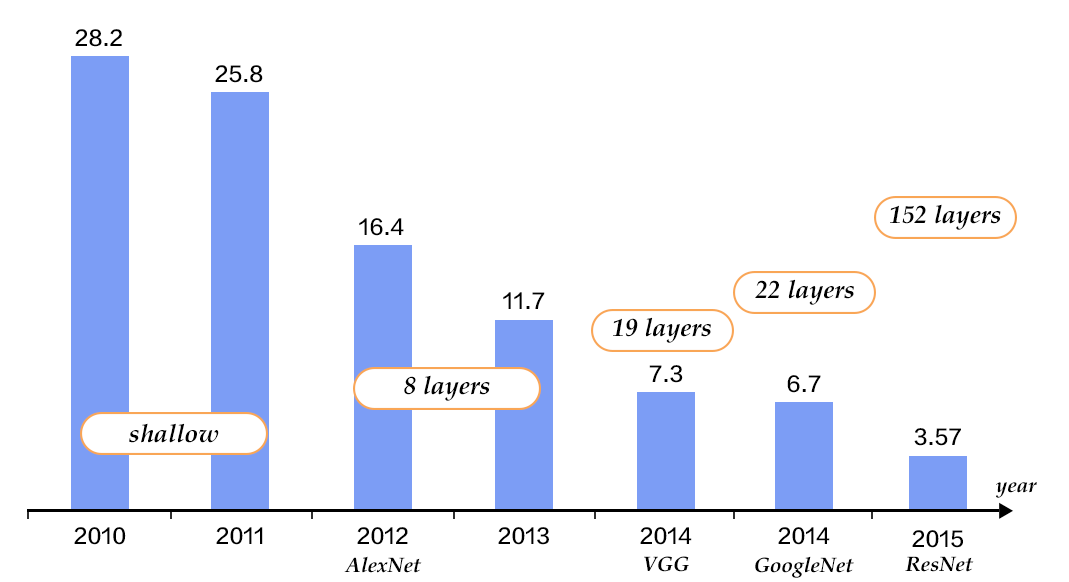 28.2
25.8
16.4
11.7
152 layers
22 layers
19 layers
7.3
6.7
8 layers
3.57
shallow
year
2010 2011 2012 2013 2014 2014 2015
AlexNet VGG GoogleNet ResNet